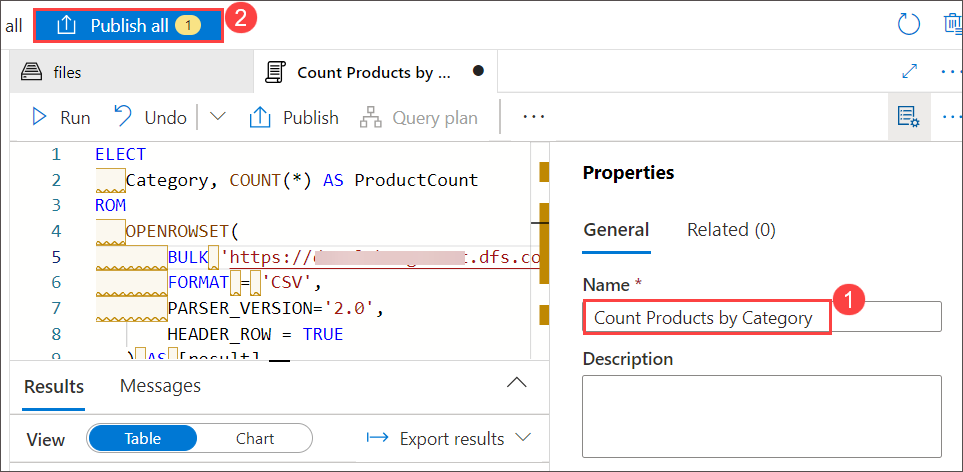 all Publish all 1 2
files Count Products by ...
Run Undo Publish Query plan ...
1 ELECT
2 Category, COUNT(*) AS ProductCount
3 ROM
4 OPENROWSET(
5 BULK 'https://
.dfs.co
6 FORMAT = 'CSV',
7 PARSER_VERSION='2.0',
8 HEADER_ROW = TRUE
9 ) AS [result]
Results Messages
View Table Chart Export results
Properties
General Related (0)
Name *
1
Count Products by Category
Description